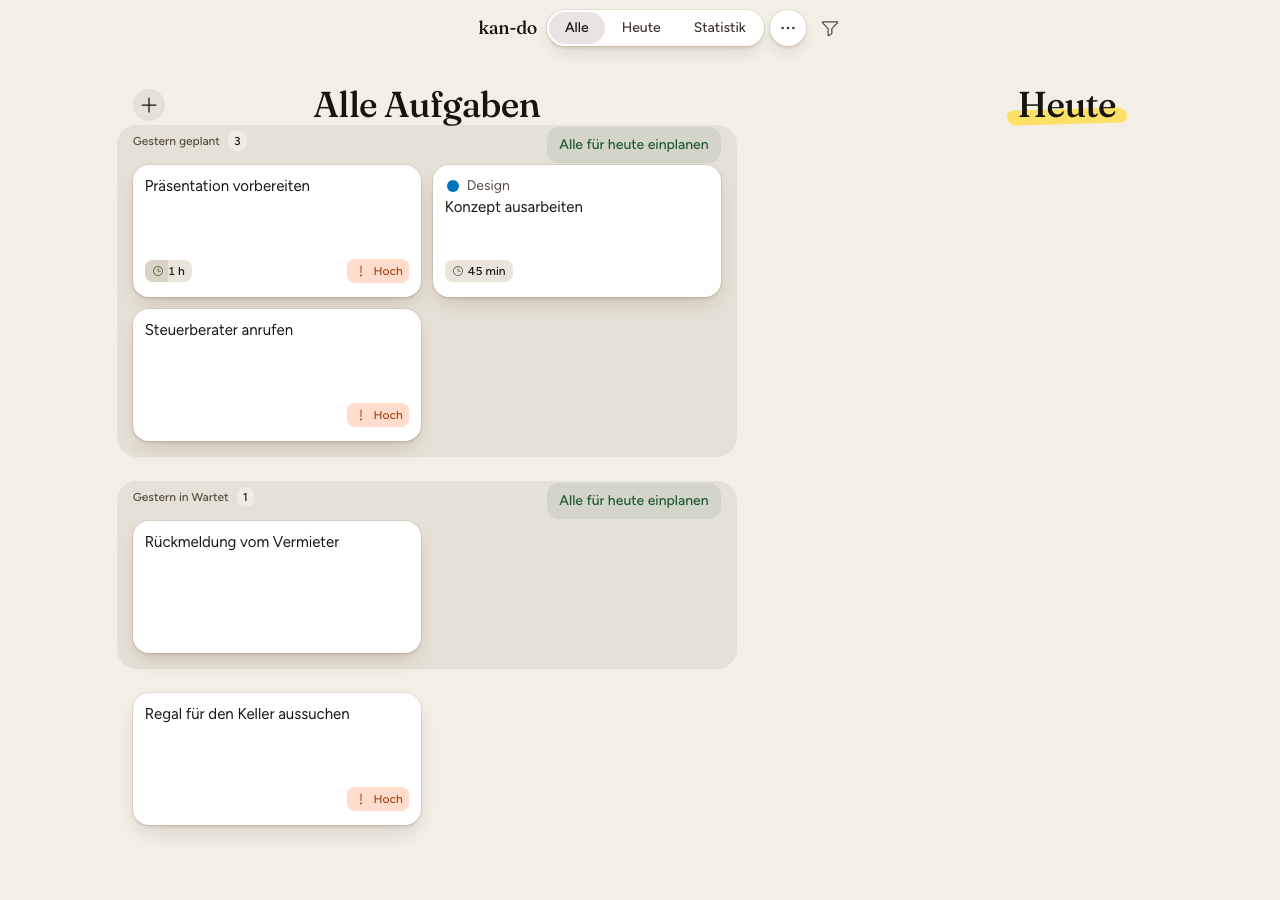 kan-do
Alle
Heute
Statistik
Alle Aufgaben
Heute
Gestern geplant 3
Alle für heute einplanen
Präsentation vorbereiten
1 h
Hoch
Design
Konzept ausarbeiten
45 min
Steuerberater anrufen
Hoch
Gestern in Wartet 1
Alle für heute einplanen
Rückmeldung vom Vermieter
Regal für den Keller aussuchen
Hoch